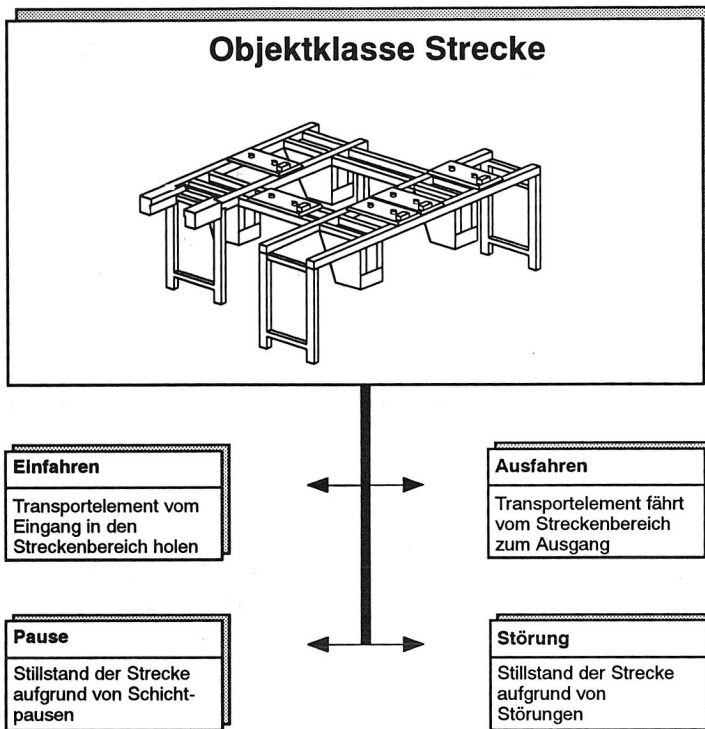 Objektklasse Strecke
Einfahren
Transportelement vom
Eingang in den
Streckenbereich holen
Ausfahren
Transportelement fährt
vom Streckenbereich
zum Ausgang
Pause
Stillstand der Strecke
aufgrund von Schicht-
pausen
Störung
Stillstand der Strecke
aufgrund von
Störungen